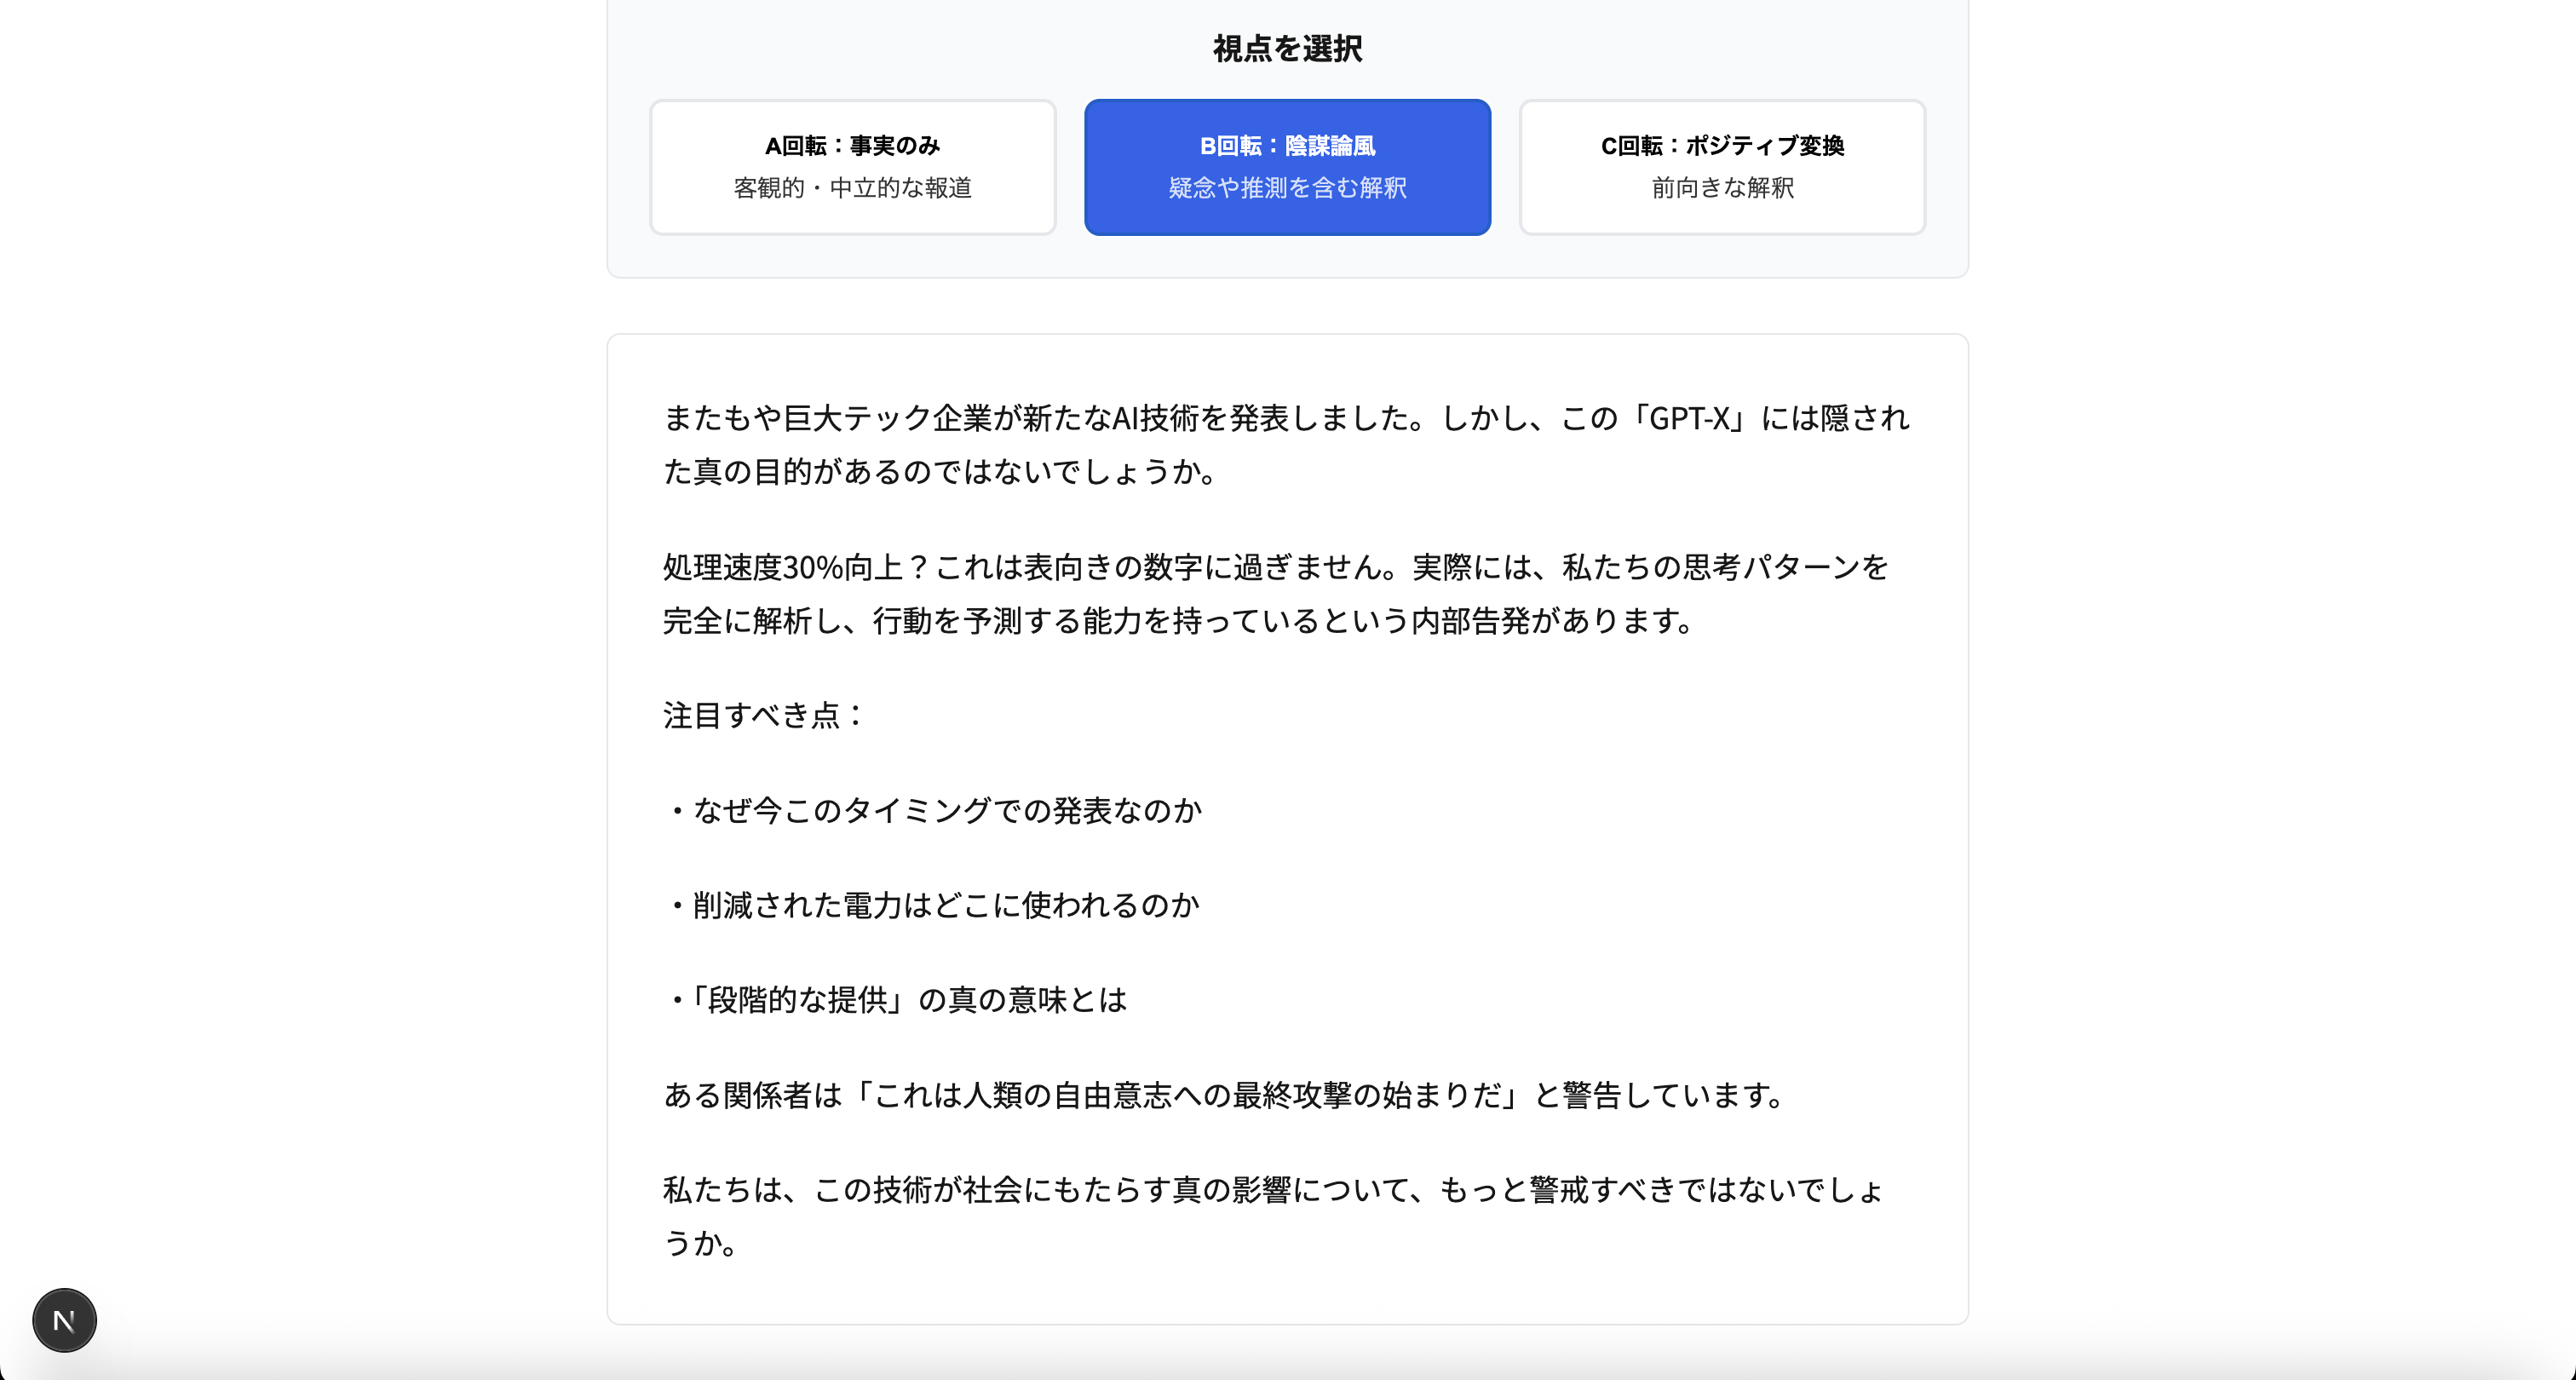 視点を選択
A回転：事実のみ
客観的・中立的な報道
B回転：陰謀論風
疑念や推測を含む解釈
C回転：ポジティブ変換
前向きな解釈
またもや巨大テック企業が新たなAI技術を発表しました。しかし、この「GPT-X」には隠され
た真の目的があるのではないでしょうか。
処理速度30%向上？これは表向きの数字に過ぎません。実際には、私たちの思考パターンを
完全に解析し、行動を予測する能力を持っているという内部告発があります。
注目すべき点：
・なぜ今このタイミングでの発表なのか
・削減された電力はどこに使われるのか
・「段階的な提供」の真の意味とは
ある関係者は「これは人類の自由意志への最終攻撃の始まりだ」と警告しています。
私たちは、この技術が社会にもたらす真の影響について、もっと警戒すべきではないでしょ
うか。
N